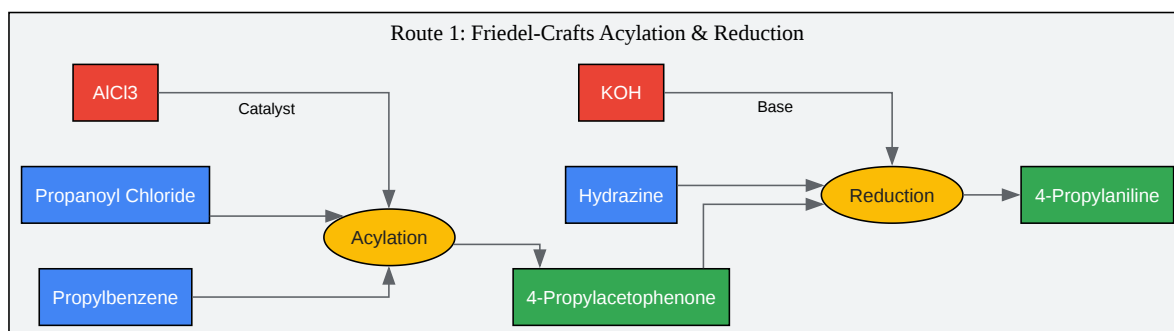 Route 1: Friedel-Crafts Acylation & Reduction
AlCl3
Catalyst
KOH
Base
Propanoyl Chloride
Hydrazine
Reduction
4-Propylaniline
Acylation
Propylbenzene
4-Propylacetophenone